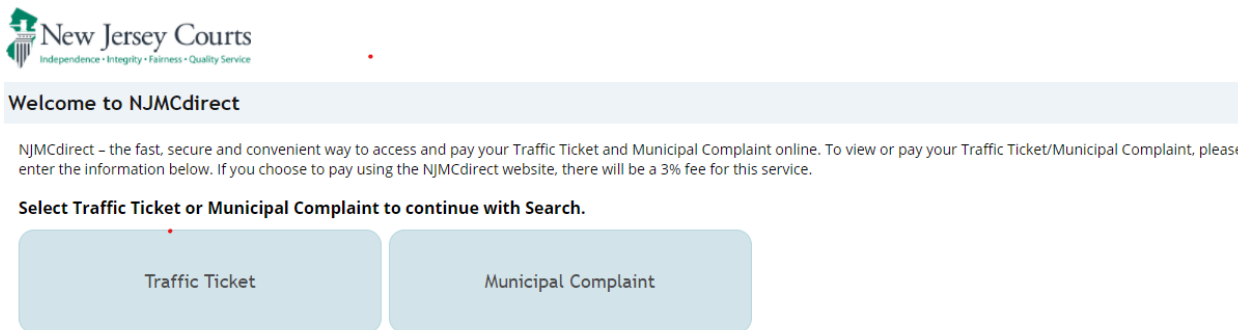 New Jersey Courts
Independence • Integrity • Fairness • Quality Service
Welcome to NJMCdirect
NJMCdirect – the fast, secure and convenient way to access and pay your Traffic Ticket and Municipal Complaint online. To view or pay your Traffic Ticket/Municipal Complaint, please
enter the information below. If you choose to pay using the NJMCdirect website, there will be a 3% fee for this service.
Select Traffic Ticket or Municipal Complaint to continue with Search.
Traffic Ticket Municipal Complaint